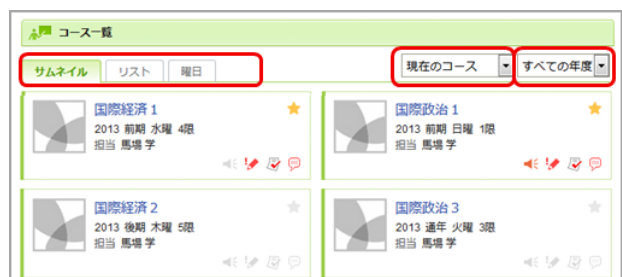 コース一覧
サムネイル リスト 曜日 現在のコース すべての年度
国際経済 1
2013 前期 水曜 4限
担当 馬場 学
国際政治 1
2013 前期 日曜 1限
担当 馬場 学
国際経済 2
2013 後期 木曜 5限
担当 馬場 学
国際政治 3
2013 通年 火曜 3限
担当 馬場 学